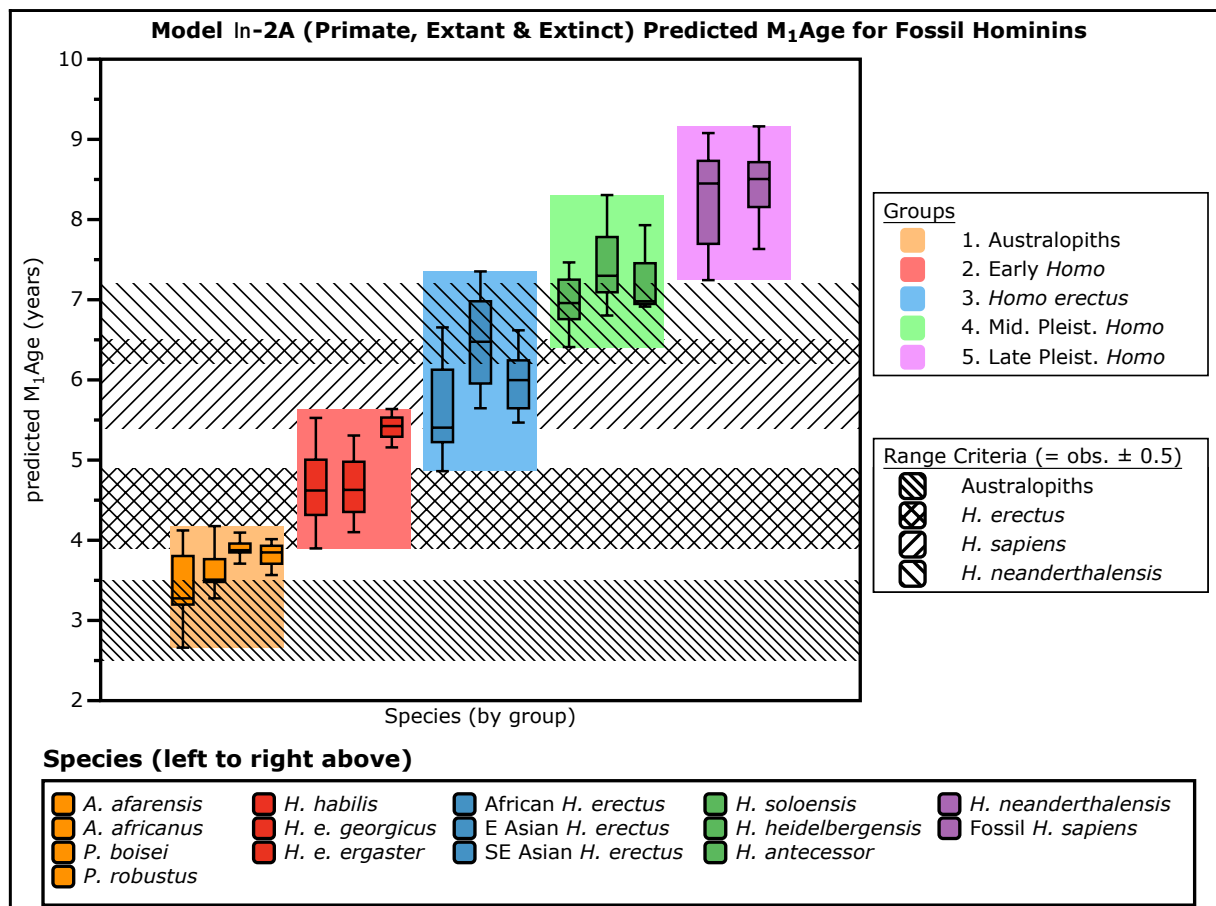 Model ln-2A (Primate, Extant & Extinct) Predicted M₁Age for Fossil Hominins
predicted M₁Age (years)
10
9
8
7
6
5
4
3
2
Species (by group)
Groups
1. Australopiths
2. Early Homo
3. Homo erectus
4. Mid. Pleist. Homo
5. Late Pleist. Homo
Range Criteria (= obs. ± 0.5)
Australopiths
H. erectus
H. sapiens
H. neanderthalensis
Species (left to right above)
A. afarensis
A. africanus
P. boisei
P. robustus
H. habilis
H. e. georgicus
H. e. ergaster
African H. erectus
E Asian H. erectus
SE Asian H. erectus
H. soloensis
H. heidelbergensis
H. antecessor
H. neanderthalensis
Fossil H. sapiens